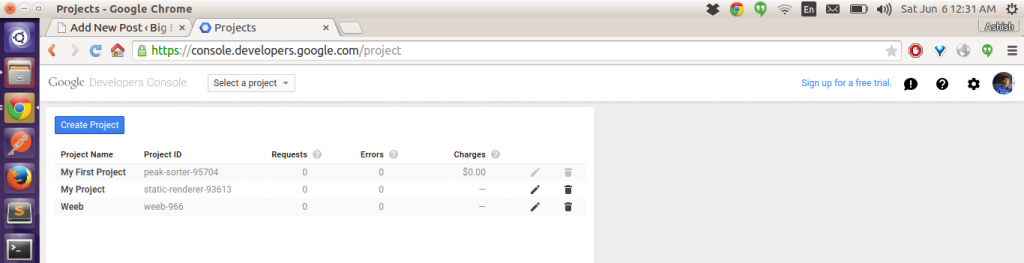 Projects - Google Chrome
En
Sat Jun 6 12:31 AM
Add New Post ‹ Big
Projects
Ashish
https://console.developers.google.com/project
Google Developers Console
Select a project
Sign up for a free trial.
Create Project
Project Name Project ID Requests ? Errors ? Charges ?
My First Project peak-sorter-95704 0 0 $0.00
My Project static-renderer-93613 0 0 —
Weeb weeb-966 0 0 —